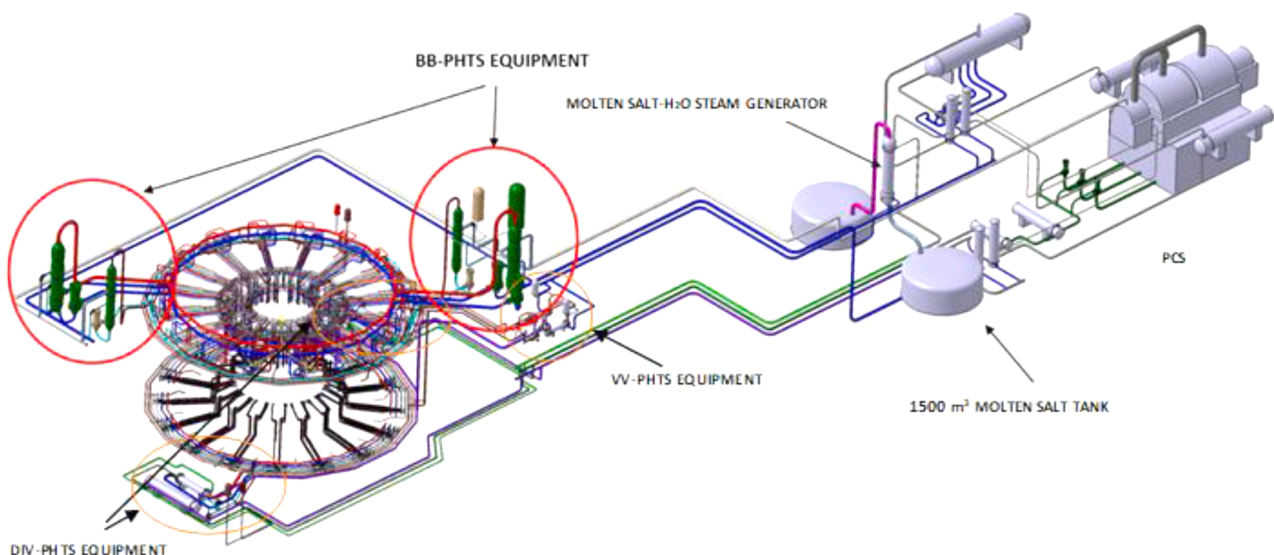 BB-PHTS EQUIPMENT
MOLTEN SALT-H₂O STEAM GENERATOR
PCS
VV-PHTS EQUIPMENT
1500 m³ MOLTEN SALT TANK
DIV-PHTS EQUIPMENT